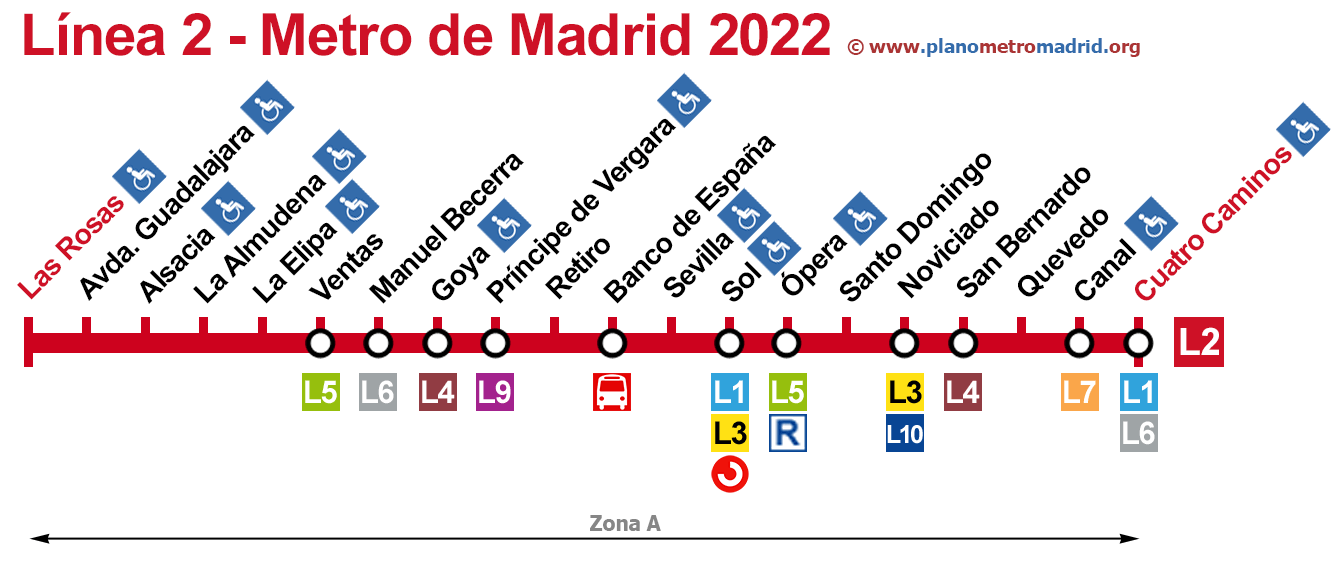 Línea 2 - Metro de Madrid 2022 © www.planometromadrid.org
Las Rosas
Avda. Guadalajara
Alsacia
La Almudena
La Elipa
Ventas
Manuel Becerra
Goya
Príncipe de Vergara
Retiro
Banco de España
Sevilla
Sol
Ópera
Santo Domingo
Noviciado
San Bernardo
Quevedo
Canal
Cuatro Caminos
L2
L5 L6 L4 L9 L1 L5 L3 L4 L7 L1
L3 R L10 L6
Zona A